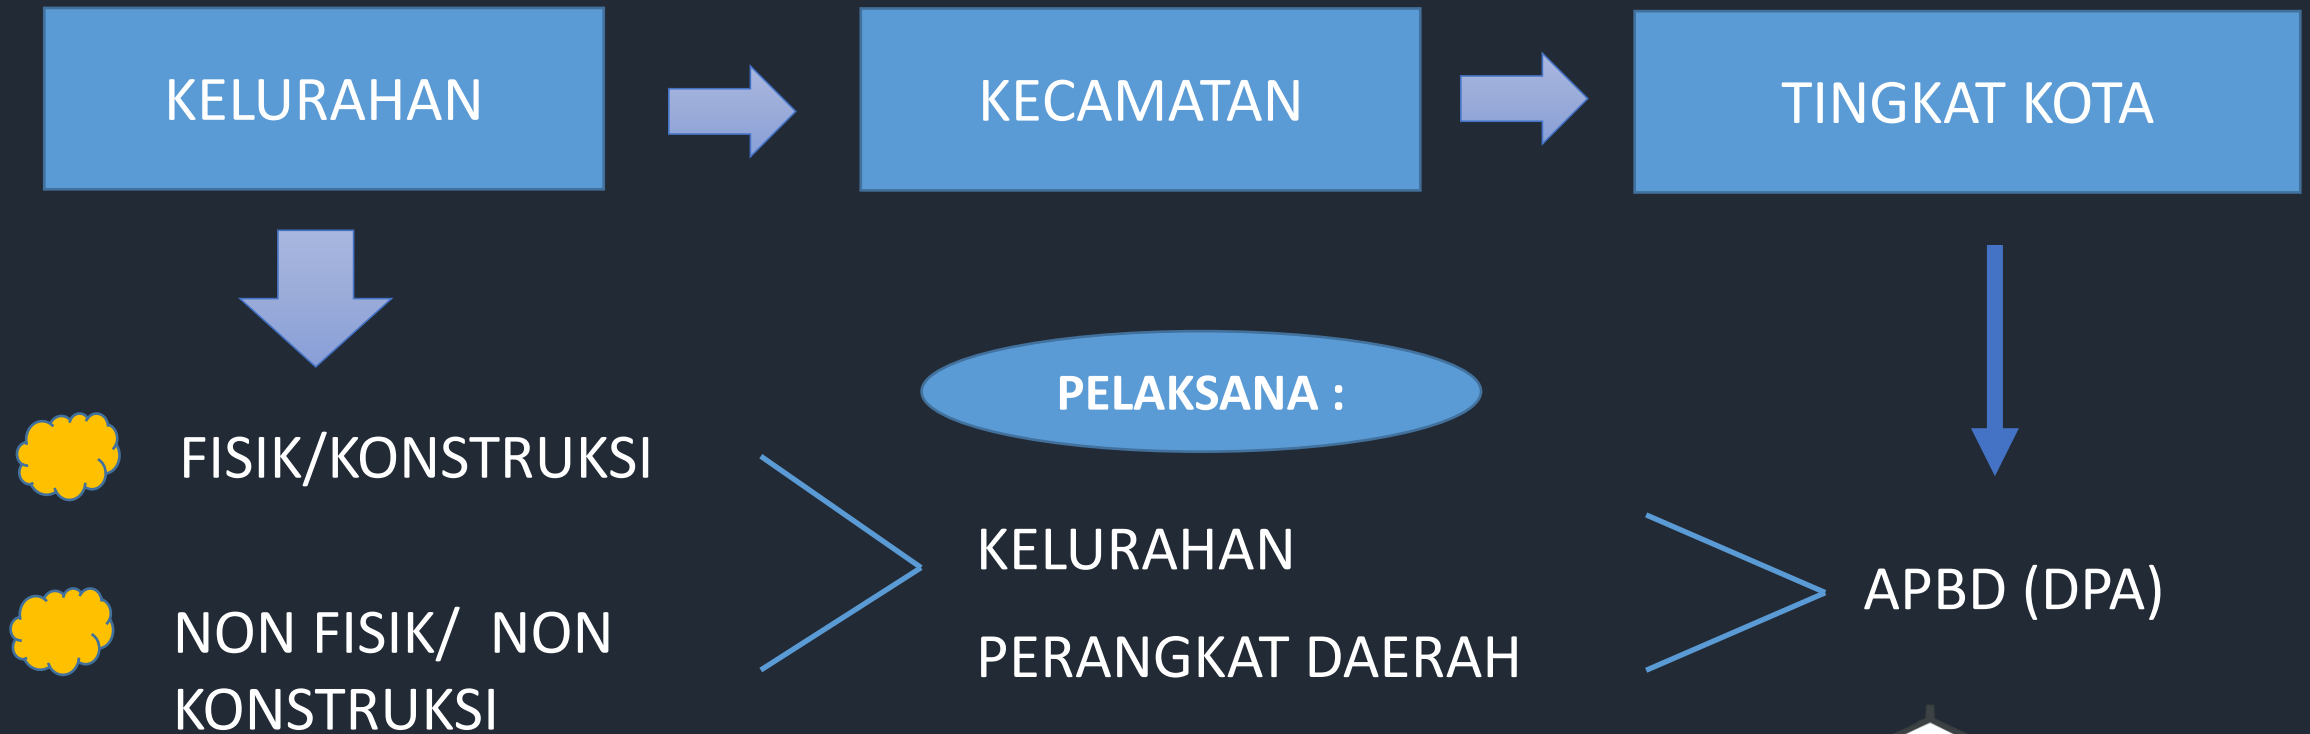 KELURAHAN
KECAMATAN
TINGKAT KOTA
PELAKSANA :
FISIK/KONSTRUKSI
NON FISIK/ NON
KONSTRUKSI
KELURAHAN
PERANGKAT DAERAH
APBD (DPA)